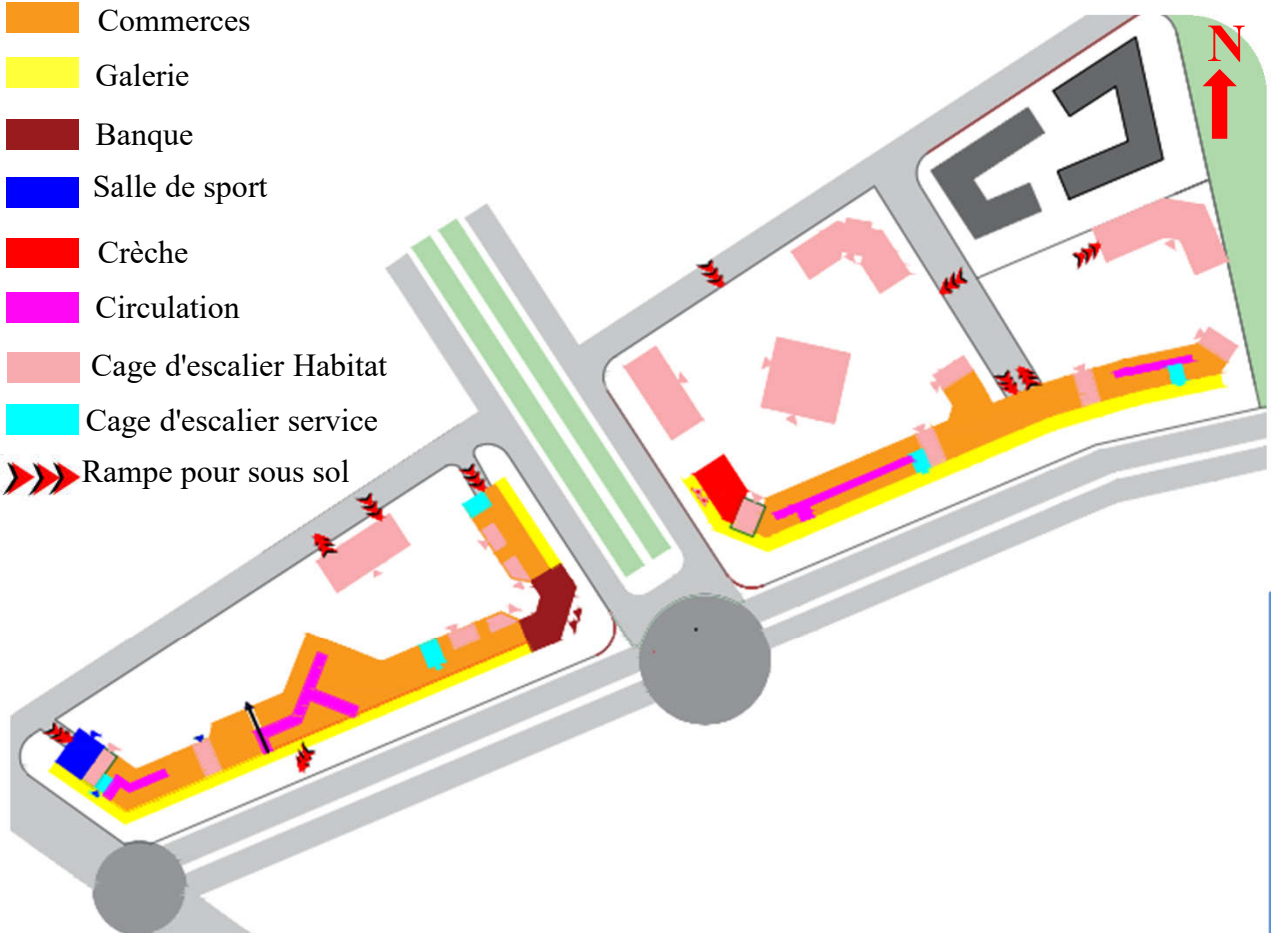 Commerces
Galerie
Banque
Salle de sport
Crèche
Circulation
Cage d'escalier Habitat
Cage d'escalier service
Rampe pour sous sol
N